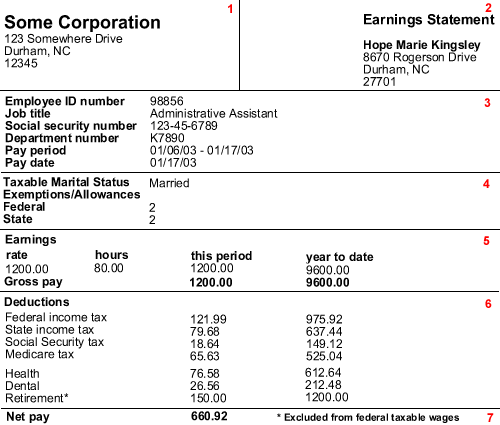 1
2
Some Corporation
123 Somewhere Drive
Durham, NC
12345
Earnings Statement
Hope Marie Kingsley
8670 Rogerson Drive
Durham, NC
27701
3
Employee ID number 98856
Job title Administrative Assistant
Social security number 123-45-6789
Department number K7890
Pay period 01/06/03 - 01/17/03
Pay date 01/17/03
4
Taxable Marital Status Married
Exemptions/Allowances
Federal 2
State 2
5
Earnings
rate hours this period year to date
1200.00 80.00 1200.00 9600.00
Gross pay 1200.00 9600.00
6
Deductions
Federal income tax 121.99 975.92
State income tax 79.68 637.44
Social Security tax 18.64 149.12
Medicare tax 65.63 525.04
Health 76.58 612.64
Dental 26.56 212.48
Retirement* 150.00 1200.00
Net pay 660.92 * Excluded from federal taxable wages 7